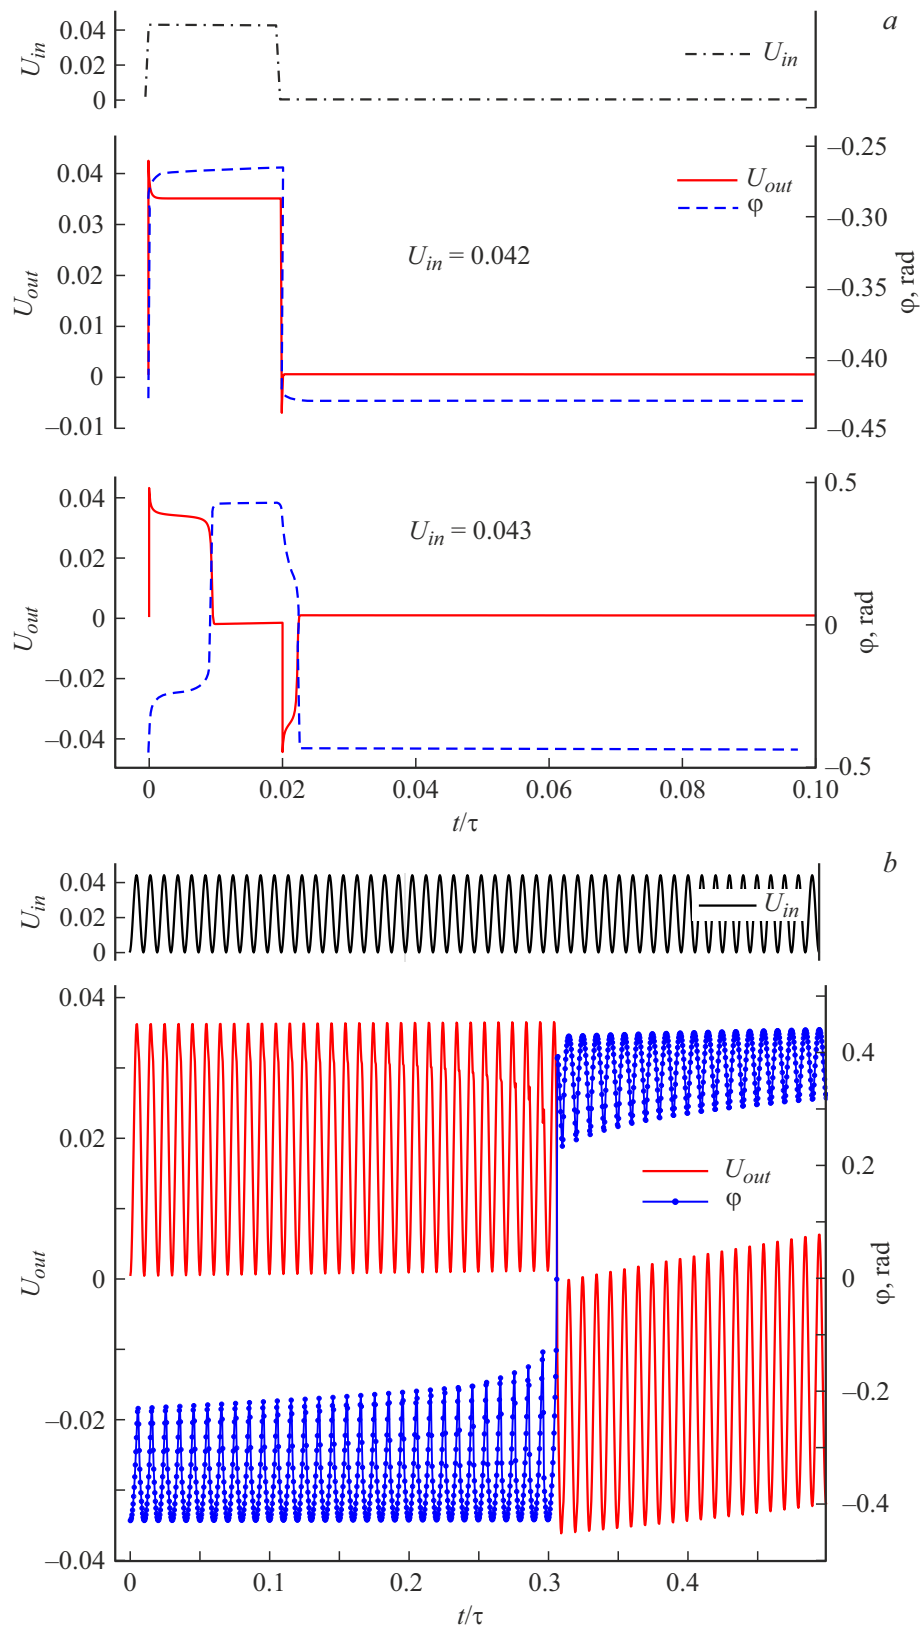 a
0.04
0.02
0
U_in
U_in
0.04
0.03
0.02
0.01
0
–0.01
U_out
U_out
φ
U_in = 0.042
–0.25
–0.30
–0.35
–0.40
–0.45
φ, rad
0.04
0.02
0
–0.02
–0.04
U_out
U_in = 0.043
0.5
0
–0.5
φ, rad
0 0.02 0.04 0.06 0.08 0.10
t/τ
b
0.04
0.02
0
U_in
U_in
0.04
0.02
0
–0.02
–0.04
U_out
U_out
φ
0.4
0.2
0
–0.2
–0.4
φ, rad
0 0.1 0.2 0.3 0.4
t/τ